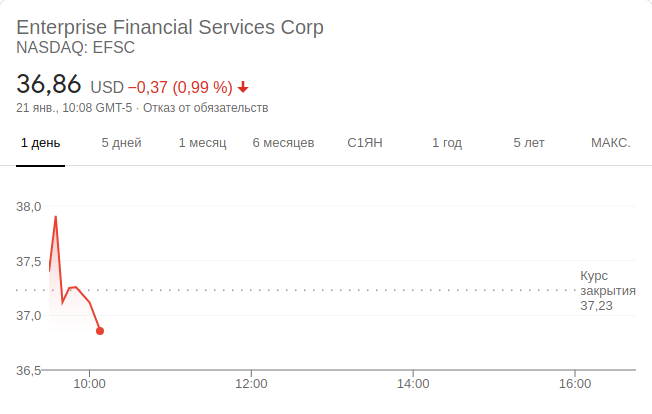 Enterprise Financial Services Corp
NASDAQ: EFSC
36,86 USD −0,37 (0,99 %)
21 янв., 10:08 GMT-5 · Отказ от обязательств
1 день 5 дней 1 месяц 6 месяцев С1ЯН 1 год 5 лет МАКС.
38,0
37,5
Курс
закрытия
37,23
37,0
36,5
10:00 12:00 14:00 16:00